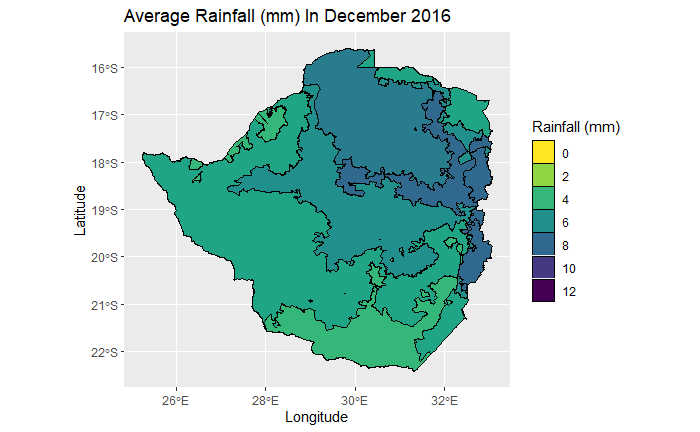 Average Rainfall (mm) In December 2016
16°S
17°S
18°S
19°S
20°S
21°S
22°S
Latitude
26°E
28°E
30°E
32°E
Longitude
Rainfall (mm)
0
2
4
6
8
10
12